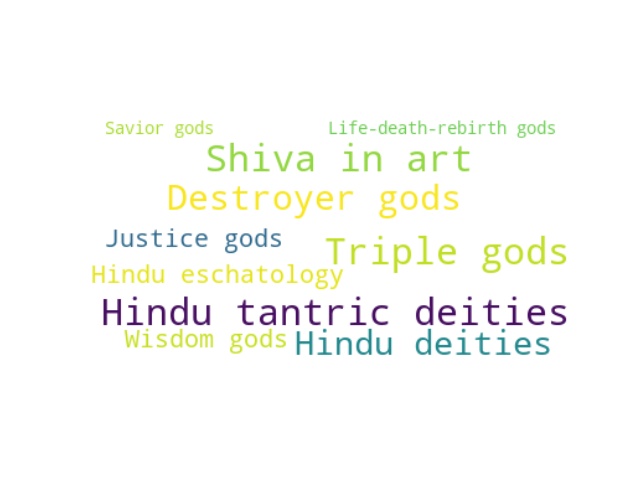 Savior gods
Life-death-rebirth gods
Shiva in art
Destroyer gods
Justice gods
Triple gods
Hindu eschatology
Hindu tantric deities
Wisdom gods
Hindu deities